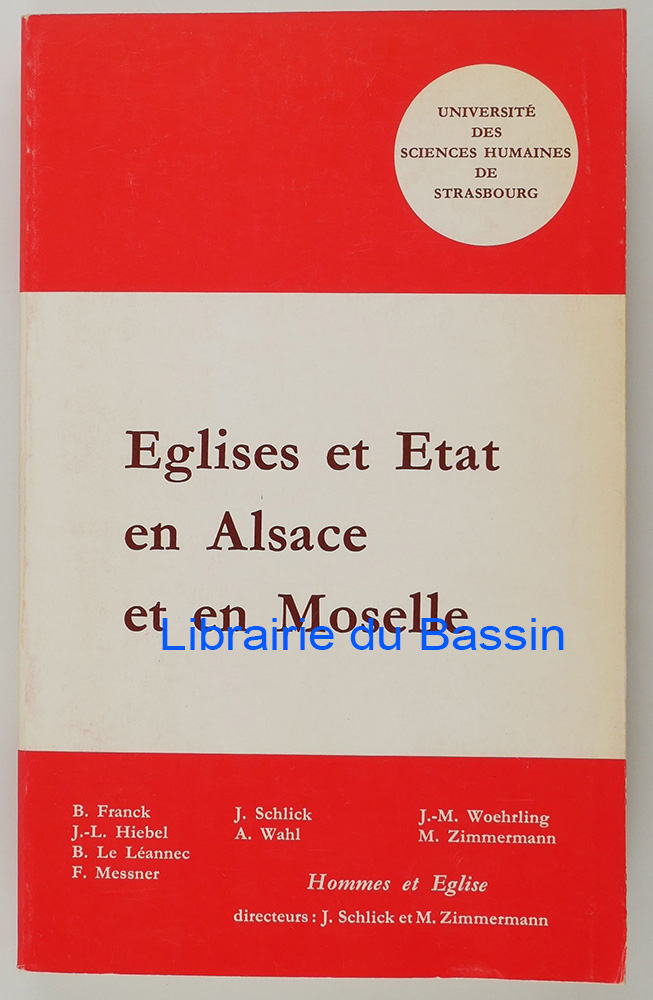 UNIVERSITÉ
DES
SCIENCES HUMAINES
DE
STRASBOURG
Eglises et Etat
en Alsace
et en Moselle
Librairie du Bassin
B. Franck
J.-L. Hiebel
B. Le Léannec
F. Messner
J. Schlick
A. Wahl
J.-M. Woehrling
M. Zimmermann
Hommes et Eglise
directeurs : J. Schlick et M. Zimmermann